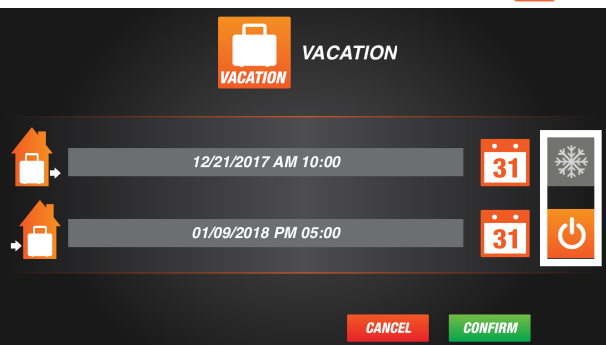 VACATION
VACATION
12/21/2017 AM 10:00
31
01/09/2018 PM 05:00
31
CANCEL
CONFIRM